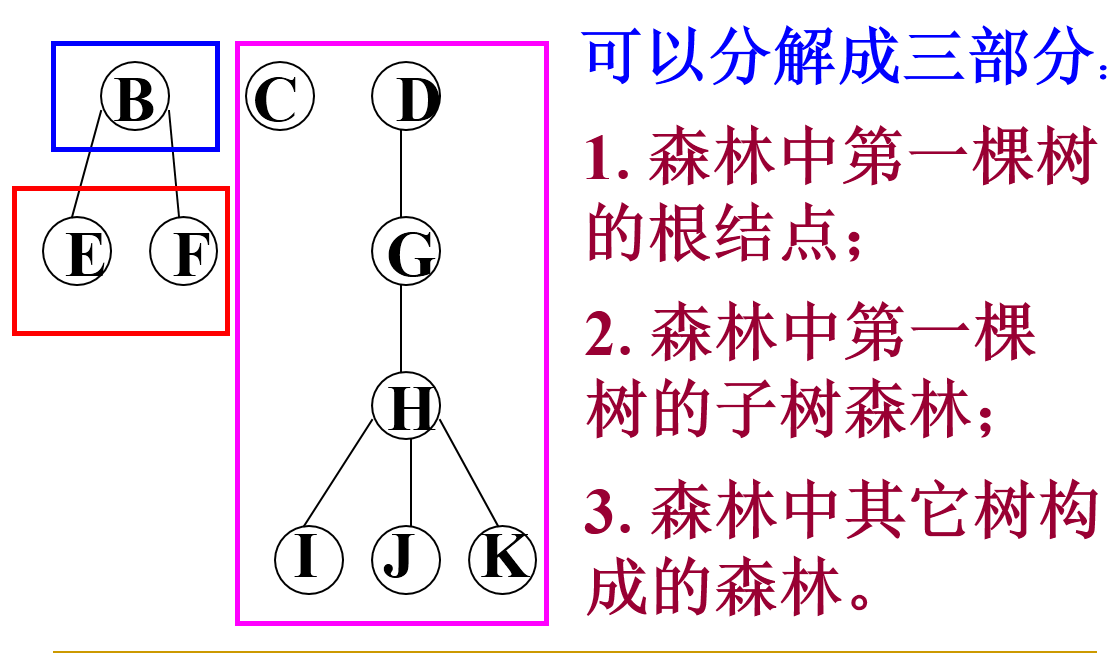 B
C
D
E
F
G
H
I
J
K
可以分解成三部分：
1. 森林中第一棵树
的根结点；
2. 森林中第一棵
树的子树森林；
3. 森林中其它树构
成的森林。